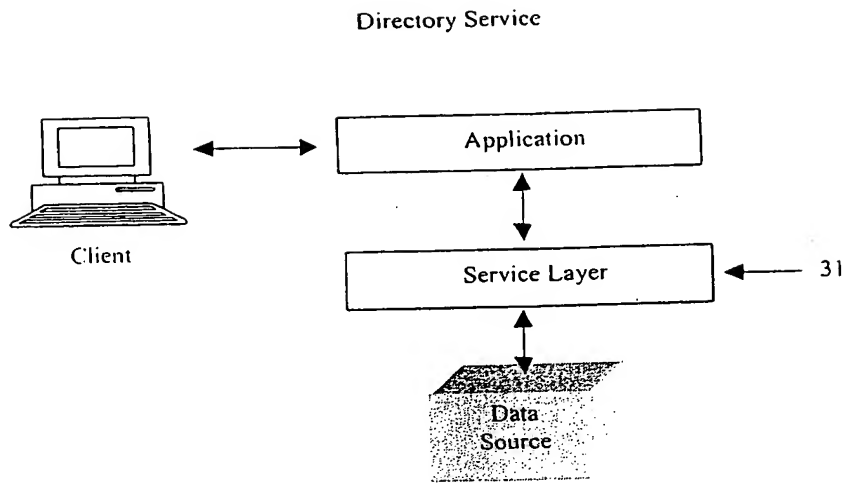 Directory Service
Application
Client
Service Layer
31
Data
Source